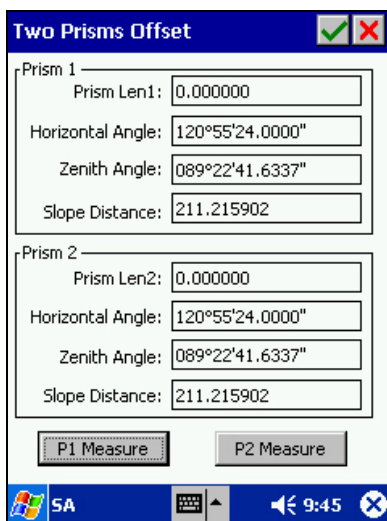 Two Prisms Offset
Prism 1
Prism Len1: 0.000000
Horizontal Angle: 120°55'24.0000"
Zenith Angle: 089°22'41.6337"
Slope Distance: 211.215902
Prism 2
Prism Len2: 0.000000
Horizontal Angle: 120°55'24.0000"
Zenith Angle: 089°22'41.6337"
Slope Distance: 211.215902
P1 Measure P2 Measure
SA 9:45